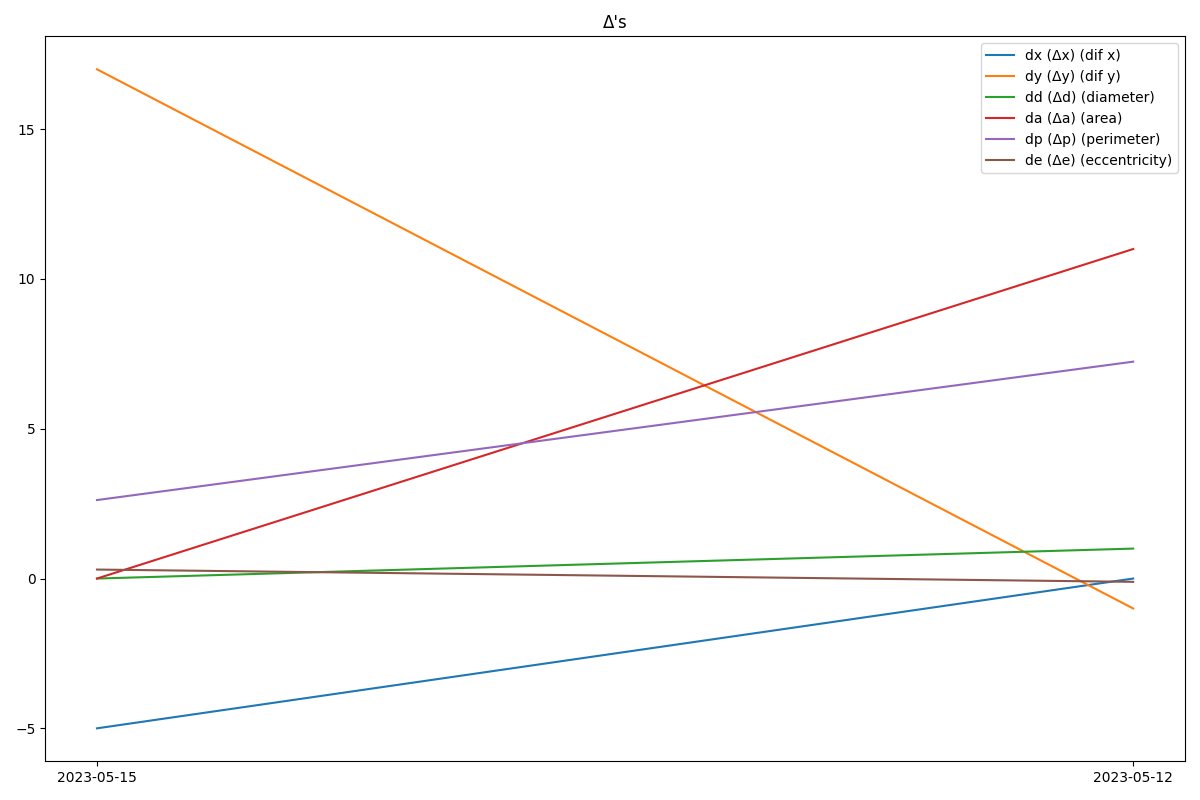 Δ's
dx (Δx) (dif x)
dy (Δy) (dif y)
dd (Δd) (diameter)
da (Δa) (area)
dp (Δp) (perimeter)
de (Δe) (eccentricity)
15
10
5
0
−5
2023-05-15 2023-05-12